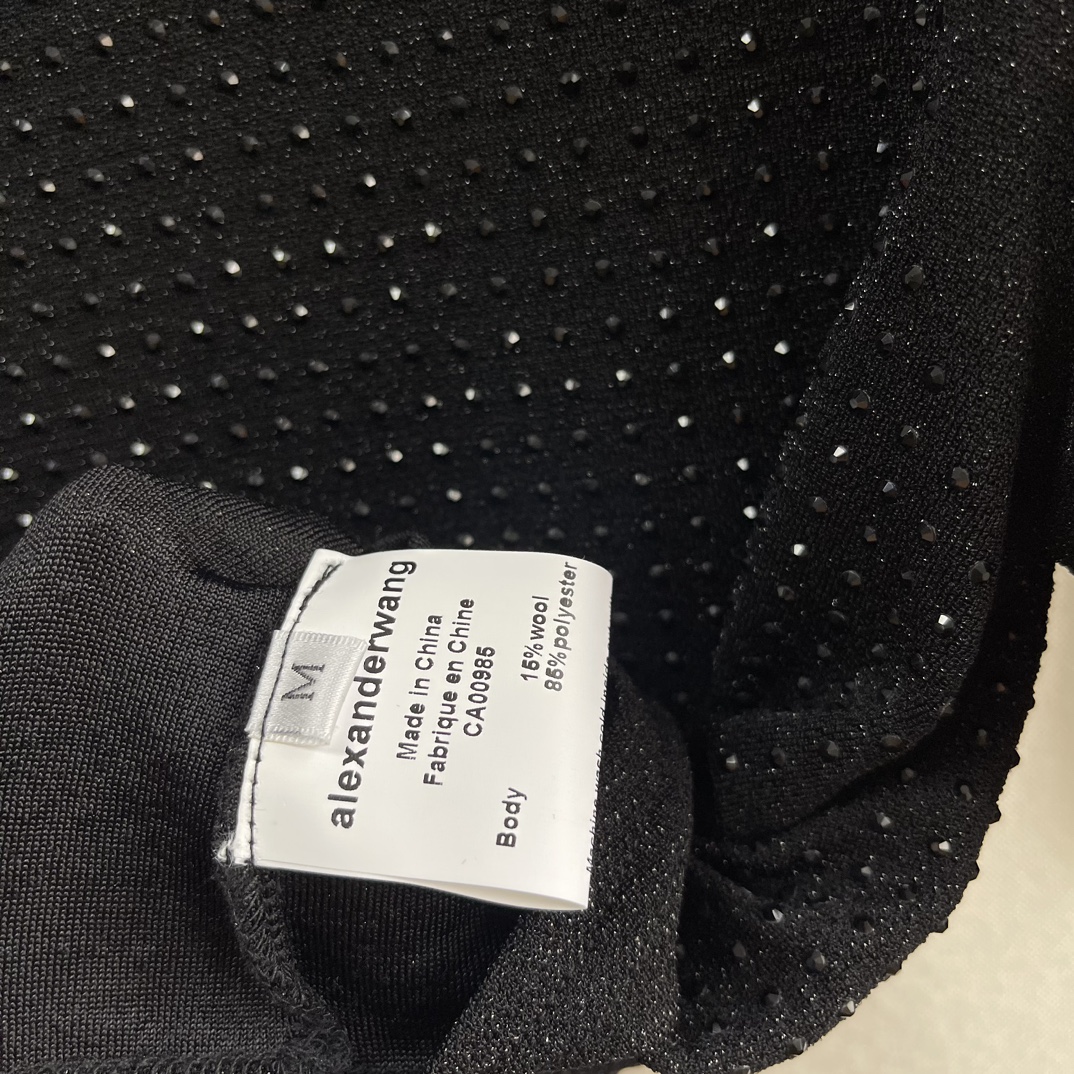 M
alexanderwang
Made in China
Fabrique en Chine
CA00985
Body
15%wool
85%polyester